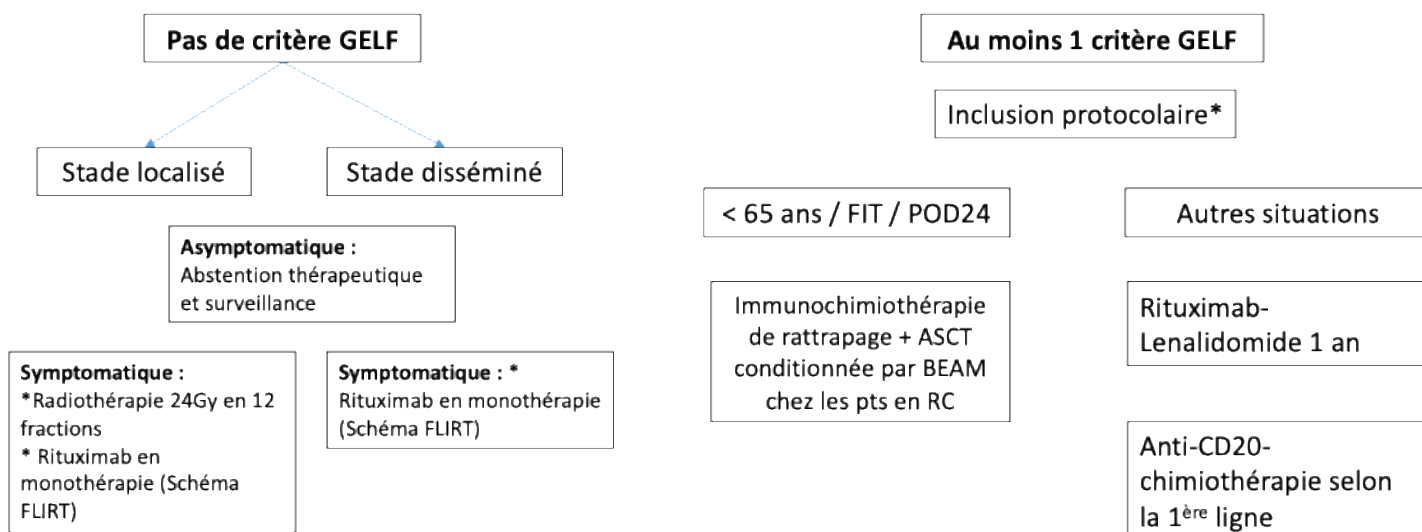 Pas de critère GELF
Stade localisé
Stade disséminé
Asymptomatique :
Abstention thérapeutique
et surveillance
Symptomatique :
*Radiothérapie 24Gy en 12
fractions
* Rituximab en
monothérapie (Schéma
FLIRT)
Symptomatique : *
Rituximab en monothérapie
(Schéma FLIRT)
Au moins 1 critère GELF
Inclusion protocolaire*
< 65 ans / FIT / POD24
Immunochimiothérapie
de rattrapage + ASCT
conditionnée par BEAM
chez les pts en RC
Autres situations
Rituximab-
Lenalidomide 1 an
Anti-CD20-
chimiothérapie selon
la 1ère ligne